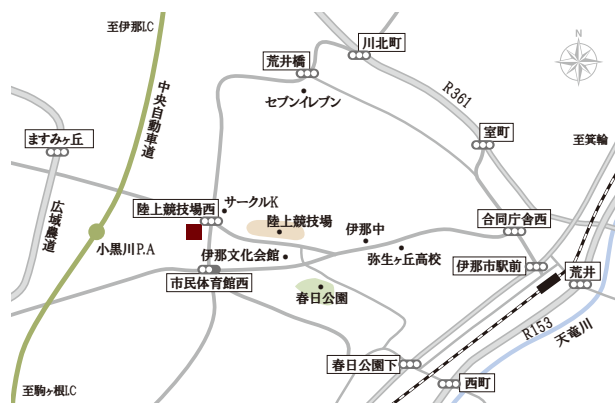 至伊那I.C
川北町
N
荒井橋
中央自動車道
セブンイレブン
R361
ますみヶ丘
室町
至箕輪
サークルK
陸上競技場西
陸上競技場
伊那中
合同庁舎西
広域農道
小黒川P.A
伊那文化会館
弥生ヶ丘高校
伊那市駅前
荒井
市民体育館西
春日公園
R153
天竜川
春日公園下
西町
至駒ヶ根I.C